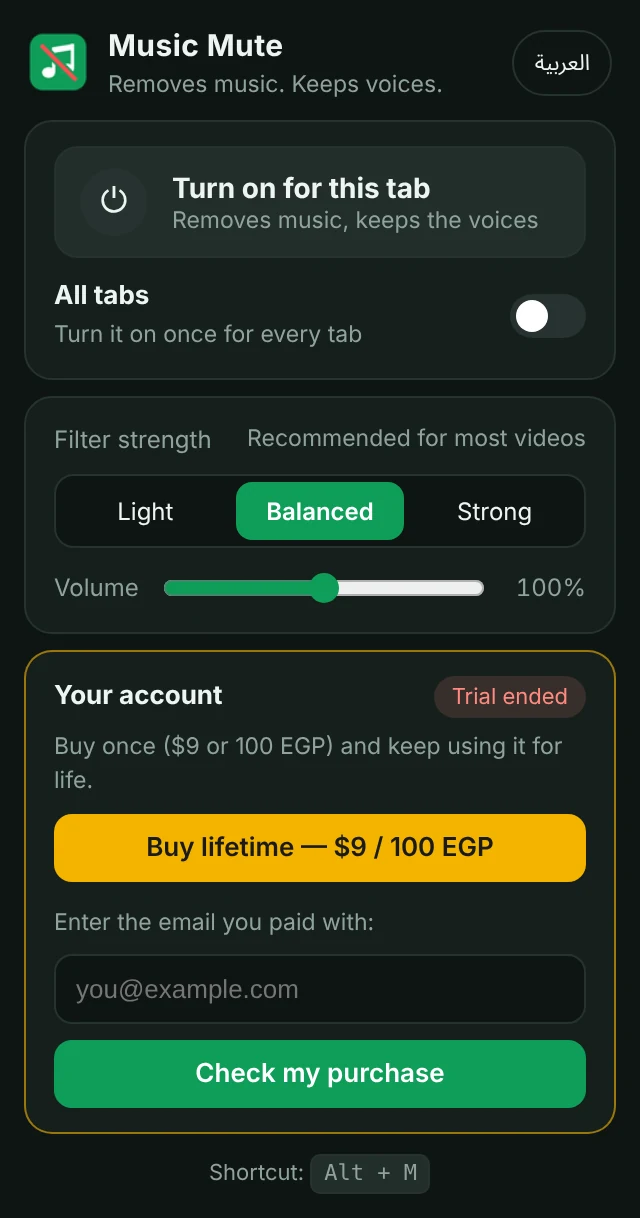 Music Mute
Removes music. Keeps voices.
العربية
Turn on for this tab
Removes music, keeps the voices
All tabs
Turn it on once for every tab
Filter strength
Recommended for most videos
Light
Balanced
Strong
Volume
100%
Your account
Trial ended
Buy once ($9 or 100 EGP) and keep using it for
life.
Buy lifetime — $9 / 100 EGP
Enter the email you paid with:
you@example.com
Check my purchase
Shortcut: Alt + M